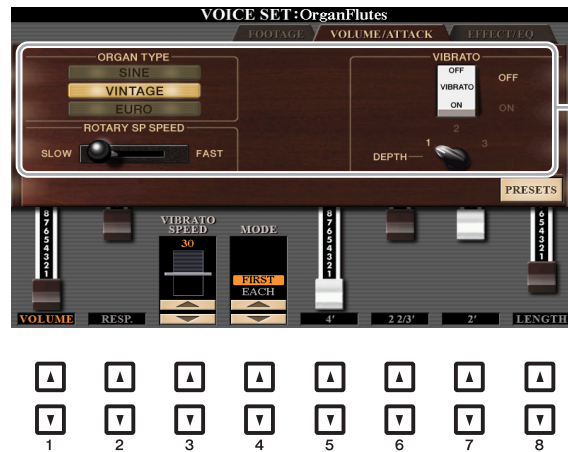 VOICE SET:OrganFlutes
FOOTAGE VOLUME/ATTACK EFFECT/EQ
ORGAN TYPE
SINE
VINTAGE
EURO
ROTARY SP SPEED
SLOW FAST
VIBRATO
OFF
VIBRATO
ON
OFF
ON
DEPTH 1 2 3
PRESETS
8
7
6
5
4
3
2
1
VIBRATO
SPEED
30
MODE
FIRST
EACH
8
7
6
5
4
3
2
1
6
5
4
3
2
1
VOLUME RESP. 4' 2 2/3' 2' LENGTH
1 2 3 4 5 6 7 8